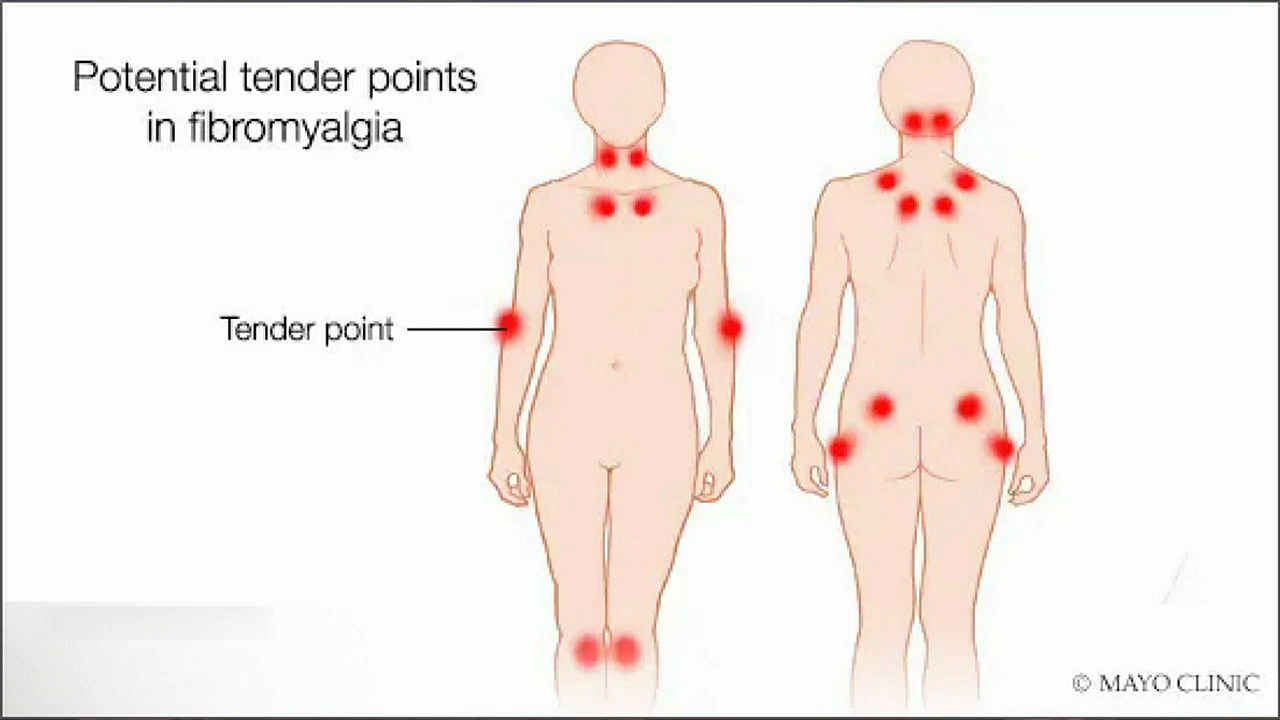 Potential tender points
in fibromyalgia
Tender point
© MAYO CLINIC